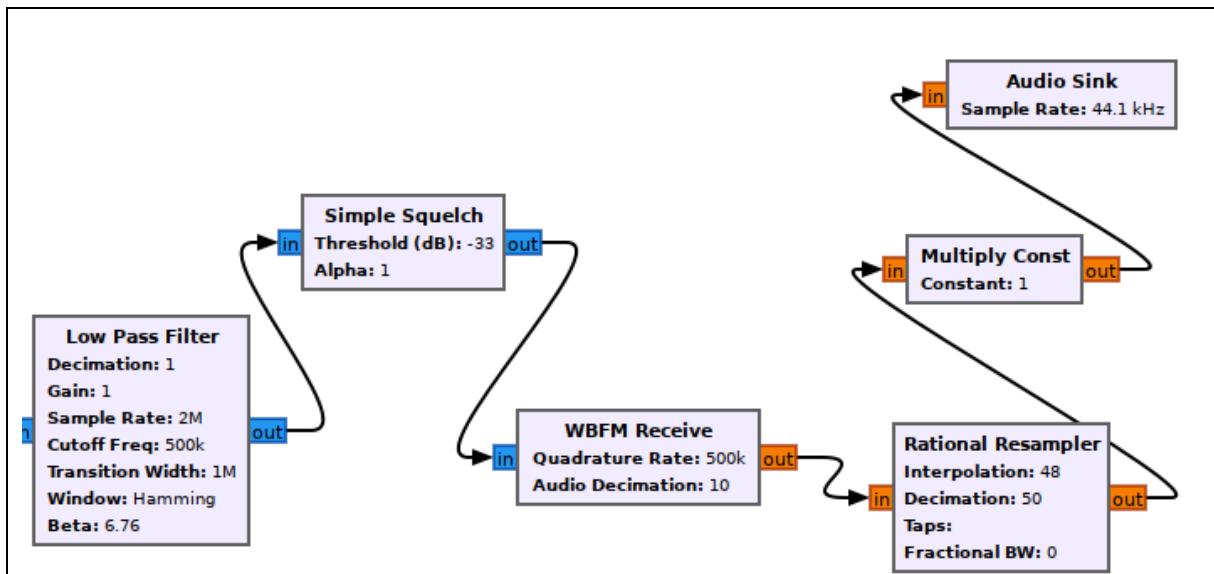 Low Pass Filter
Decimation: 1
Gain: 1
Sample Rate: 2M
Cutoff Freq: 500k
Transition Width: 1M
Window: Hamming
Beta: 6.76
out
in
Simple Squelch
Threshold (dB): -33
Alpha: 1
out
in
WBFM Receive
Quadrature Rate: 500k
Audio Decimation: 10
out
in
Rational Resampler
Interpolation: 48
Decimation: 50
Taps:
Fractional BW: 0
out
in
Multiply Const
Constant: 1
out
in
Audio Sink
Sample Rate: 44.1 kHz